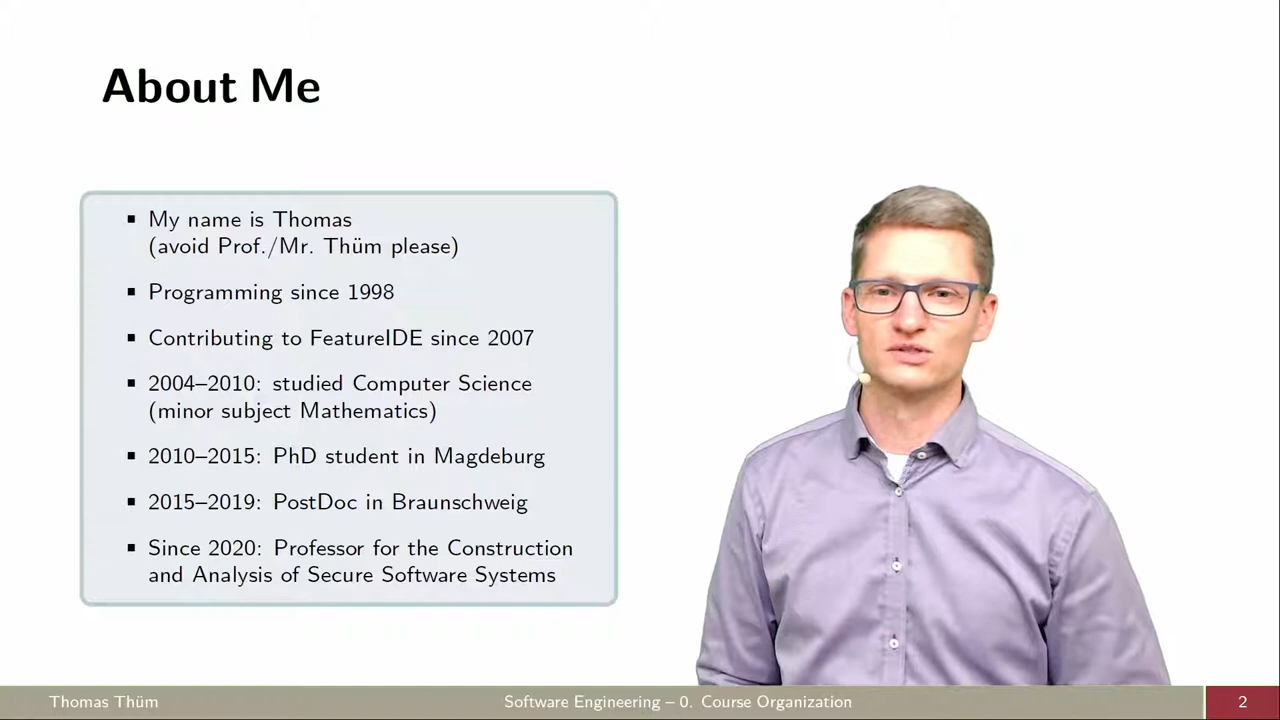 About Me
My name is Thomas
(avoid Prof./Mr. Thüm please)
Programming since 1998
Contributing to FeatureIDE since 2007
2004–2010: studied Computer Science
(minor subject Mathematics)
2010–2015: PhD student in Magdeburg
2015–2019: PostDoc in Braunschweig
Since 2020: Professor for the Construction
and Analysis of Secure Software Systems
Thomas Thüm
Software Engineering – 0. Course Organization
2